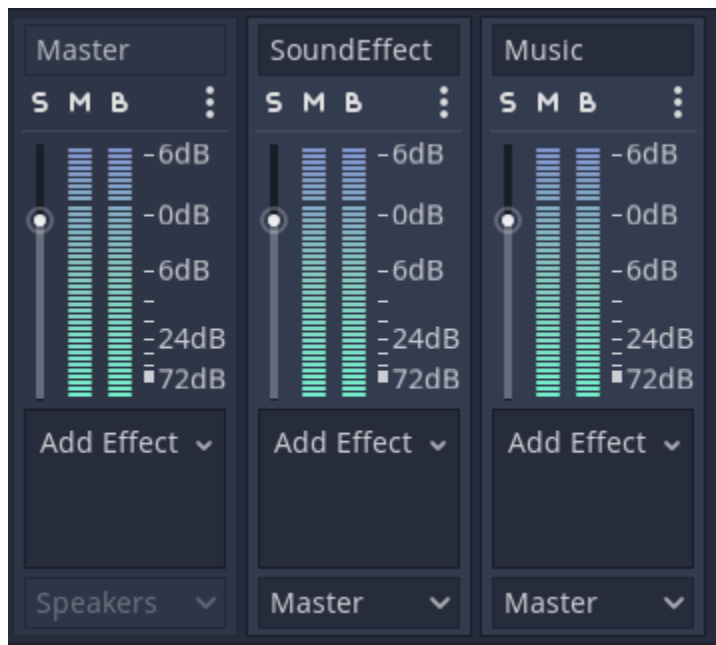 Master
S M B
-6dB
-0dB
-6dB
-24dB
72dB
Add Effect
Speakers
SoundEffect
S M B
-6dB
-0dB
-6dB
-24dB
72dB
Add Effect
Master
Music
S M B
-6dB
-0dB
-6dB
-24dB
72dB
Add Effect
Master